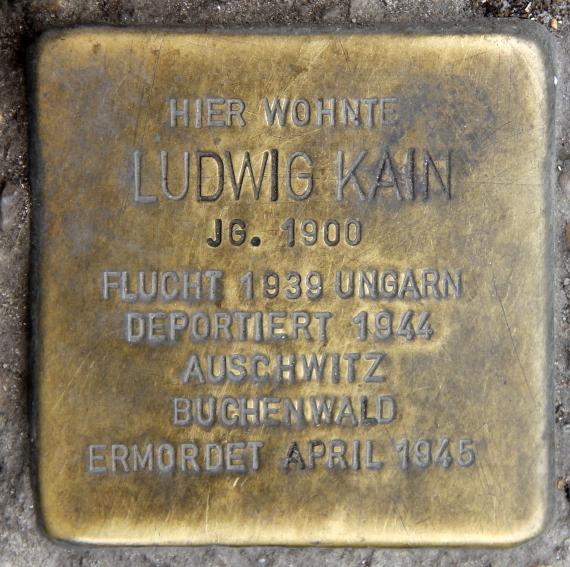 HIER WOHNTE
LUDWIG KAIN
JG. 1900
FLUCHT 1939 UNGARN
DEPORTIERT 1944
AUSCHWITZ
BUCHENWALD
ERMORDET APRIL 1945